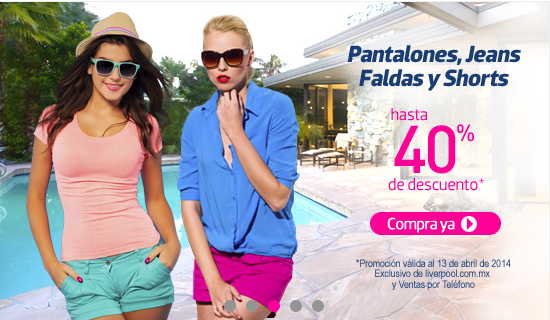 Pantalones, Jeans
Faldas y Shorts
hasta
40%
de descuento*
Compra ya
*Promoción válida al 13 de abril de 2014
Exclusivo de liverpool.com.mx
y Ventas por Teléfono